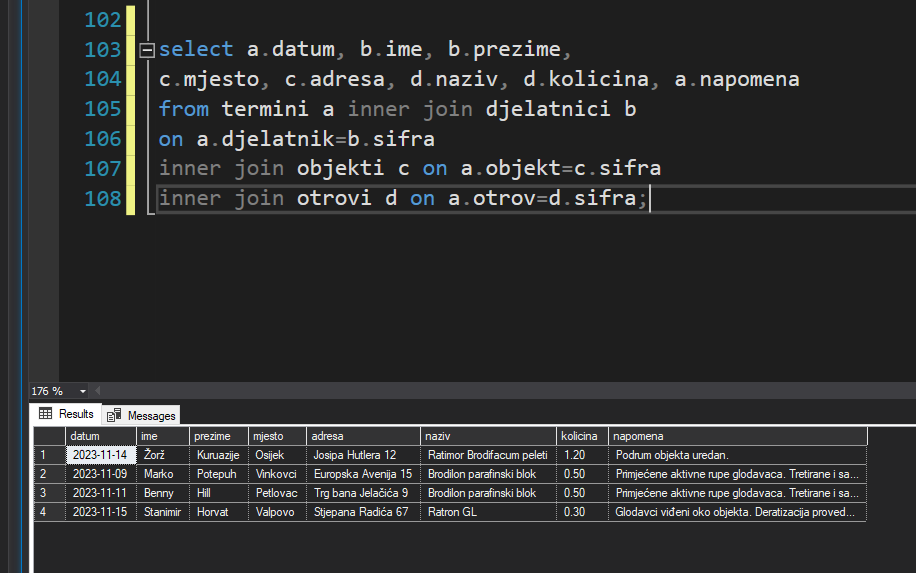 102
103 select a.datum, b.ime, b.prezime,
104 c.mjesto, c.adresa, d.naziv, d.kolicina, a.napomena
105 from termini a inner join djelatnici b
106 on a.djelatnik=b.sifra
107 inner join objekti c on a.objekt=c.sifra
108 inner join otrovi d on a.otrov=d.sifra;
176 %
Results Messages
datum ime prezime mjesto adresa naziv kolicina napomena
1 2023-11-14 Žorž Kuruazije Osijek Josipa Hutlera 12 Ratimor Brodifacum peleti 1.20 Podrum objekta uredan.
2 2023-11-09 Marko Potepuh Vinkovci Europska Avenija 15 Brodilon parafinski blok 0.50 Primjećene aktivne rupe glodavaca. Tretirane i sa...
3 2023-11-11 Benny Hill Petlovac Trg bana Jelačića 9 Brodilon parafinski blok 0.50 Primjećene aktivne rupe glodavaca. Tretirane i sa...
4 2023-11-15 Stanimir Horvat Valpovo Stjepana Radića 67 Ratron GL 0.30 Glodavci viđeni oko objekta. Deratizacija proved...